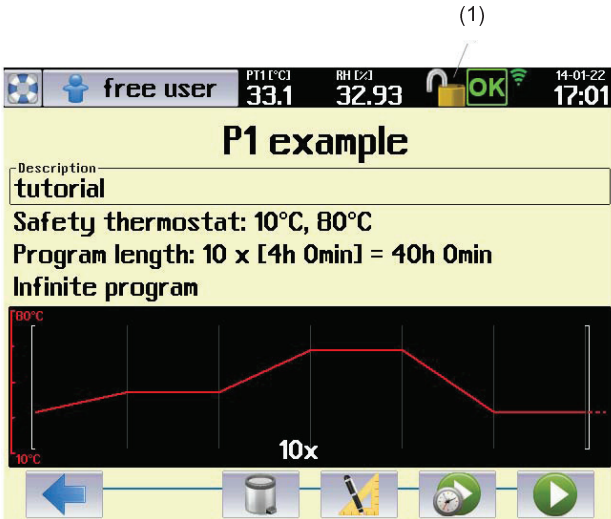 (1)
free user PT1 [°C] 33.1 RH [%] 32.93 OK 14-01-22 17:01
P1 example
Description
tutorial
Safety thermostat: 10°C, 80°C
Program length: 10 x [4h 0min] = 40h 0min
Infinite program
80°C
10x
10°C